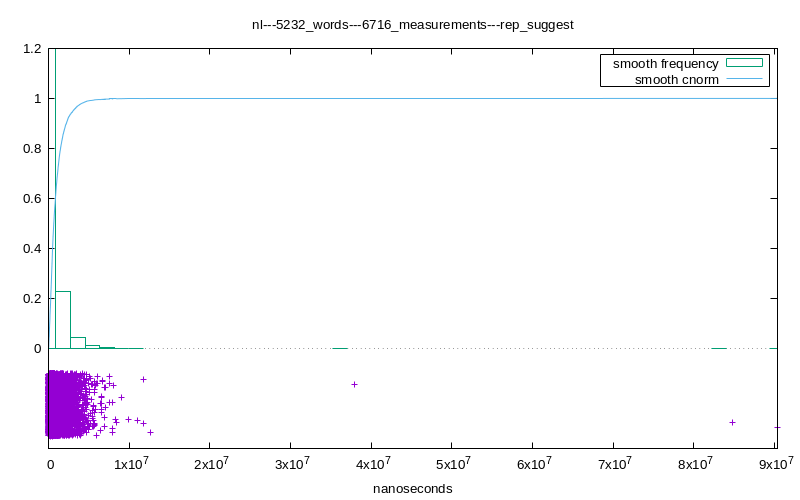 nl---5232_words---6716_measurements---rep_suggest
1.2
smooth frequency
smooth cnorm
1
0.8
0.6
0.4
0.2
0
0 1x10^7 2x10^7 3x10^7 4x10^7 5x10^7 6x10^7 7x10^7 8x10^7 9x10^7
nanoseconds